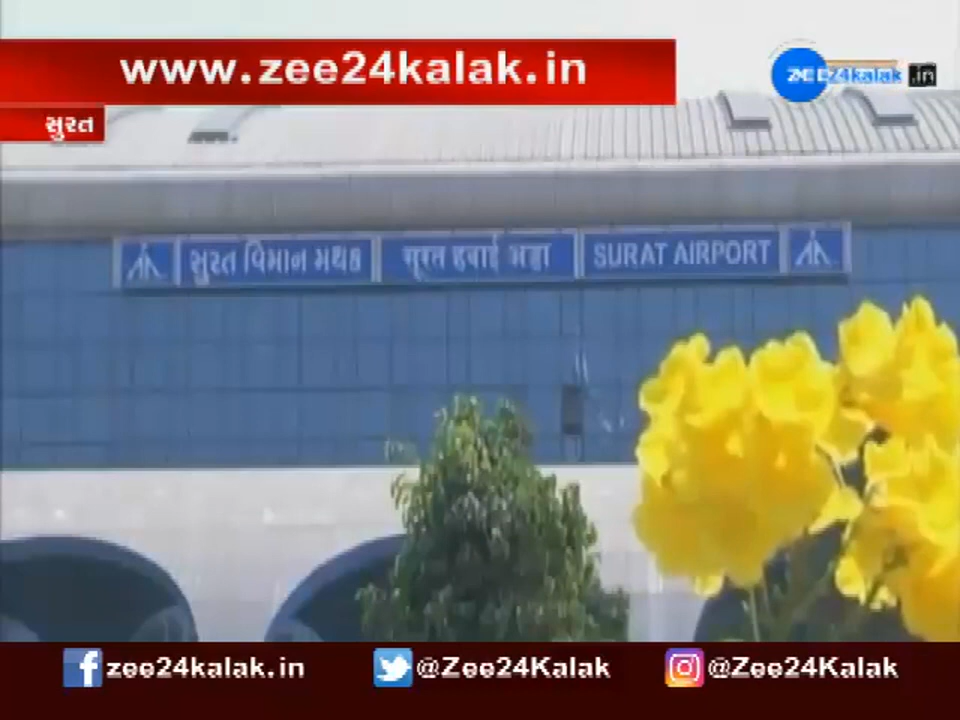 www.zee24kalak.in
ZEE 24kalak .in
સુરત
સુરત વિમાન મથક सूरत हवाई अड्डा SURAT AIRPORT
zee24kalak.in @Zee24Kalak @Zee24Kalak